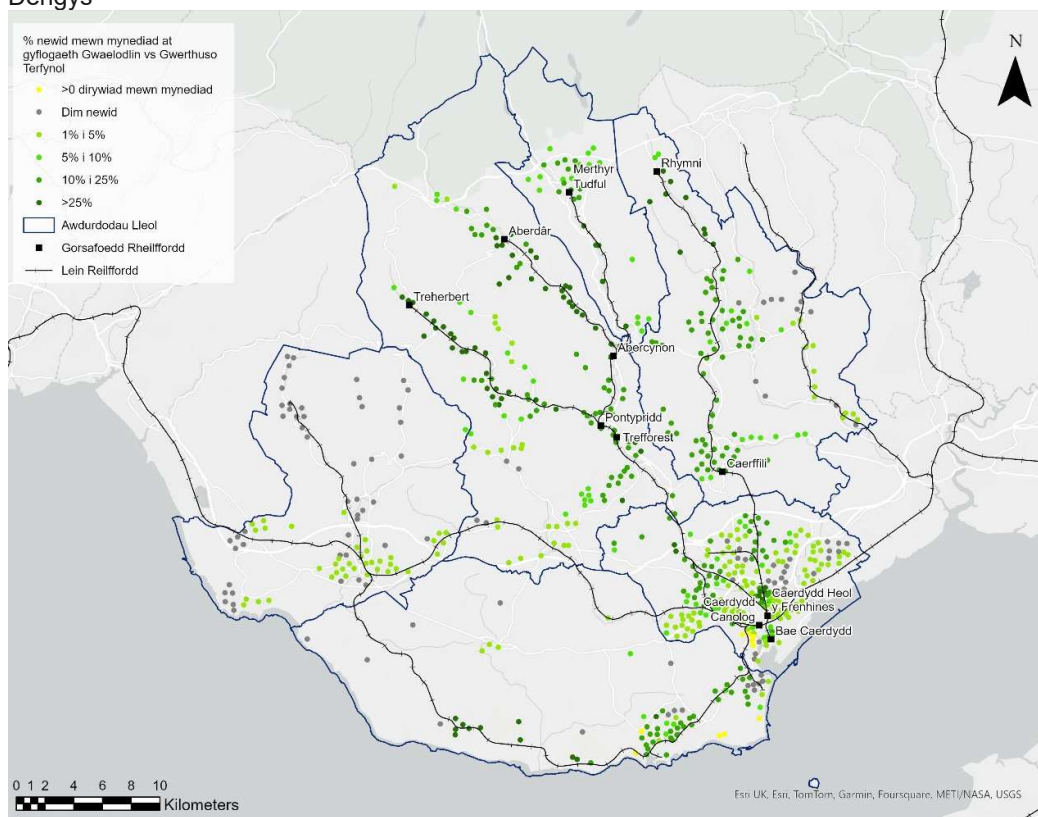 Dengys
% newid mewn mynediad at
gyflogaeth Gwaelodlin vs Gwerthuso
Terfynol
>0 dirywiad mewn mynediad
Dim newid
1% i 5%
5% i 10%
10% i 25%
>25%
Awdurdodau Lleol
Gorsafoedd Rheilffordd
Lein Reilffordd
N
Merthyr
Tudful
Rhymni
Aberdâr
Treherbert
Abercynon
Pontypridd
Trefforest
Caerffili
Caerdydd Heol
y Frenhines
Caerdydd
Canolog
Bae Caerdydd
0 1 2 4 6 8 10
Kilometers
Esri UK, Esri, TomTom, Garmin, Foursquare, METI/NASA, USGS